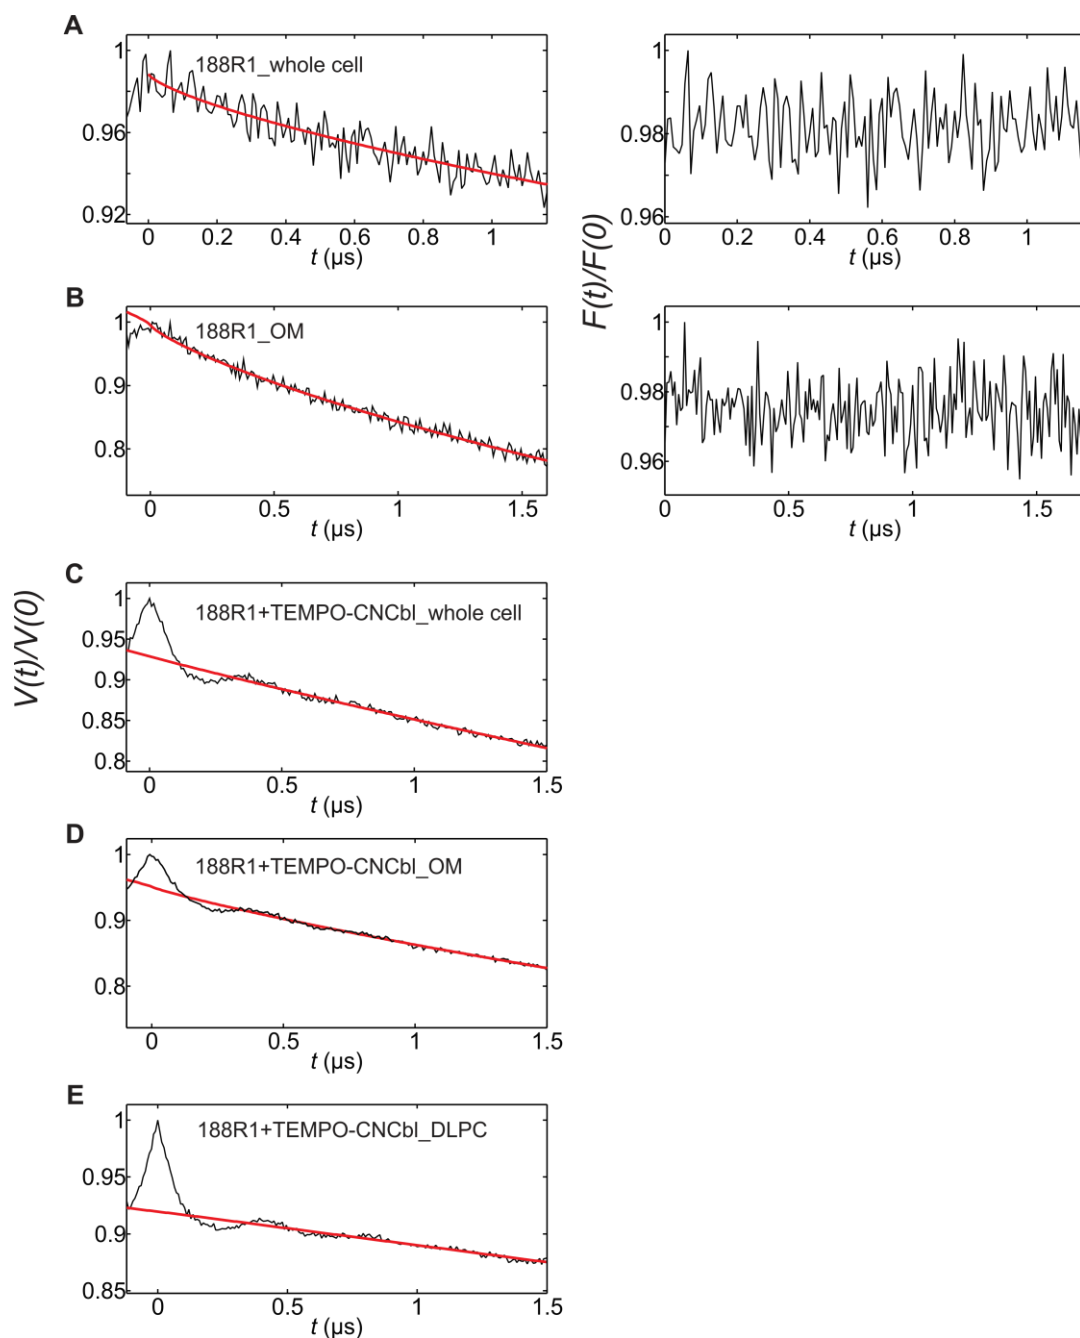 A
188R1_whole cell
1
0.96
0.92
0 0.2 0.4 0.6 0.8 1
t (µs)
1
0.98
0.96
0 0.2 0.4 0.6 0.8 1
t (µs)
F(t)/F(0)
B
188R1_OM
1
0.9
0.8
0 0.5 1 1.5
t (µs)
1
0.98
0.96
0 0.5 1 1.5
t (µs)
V(t)/V(0)
C
188R1+TEMPO-CNCbl_whole cell
1
0.95
0.9
0.85
0.8
0 0.5 1 1.5
t (µs)
D
188R1+TEMPO-CNCbl_OM
1
0.9
0.8
0 0.5 1 1.5
t (µs)
E
188R1+TEMPO-CNCbl_DLPC
1
0.95
0.9
0.85
0 0.5 1 1.5
t (µs)